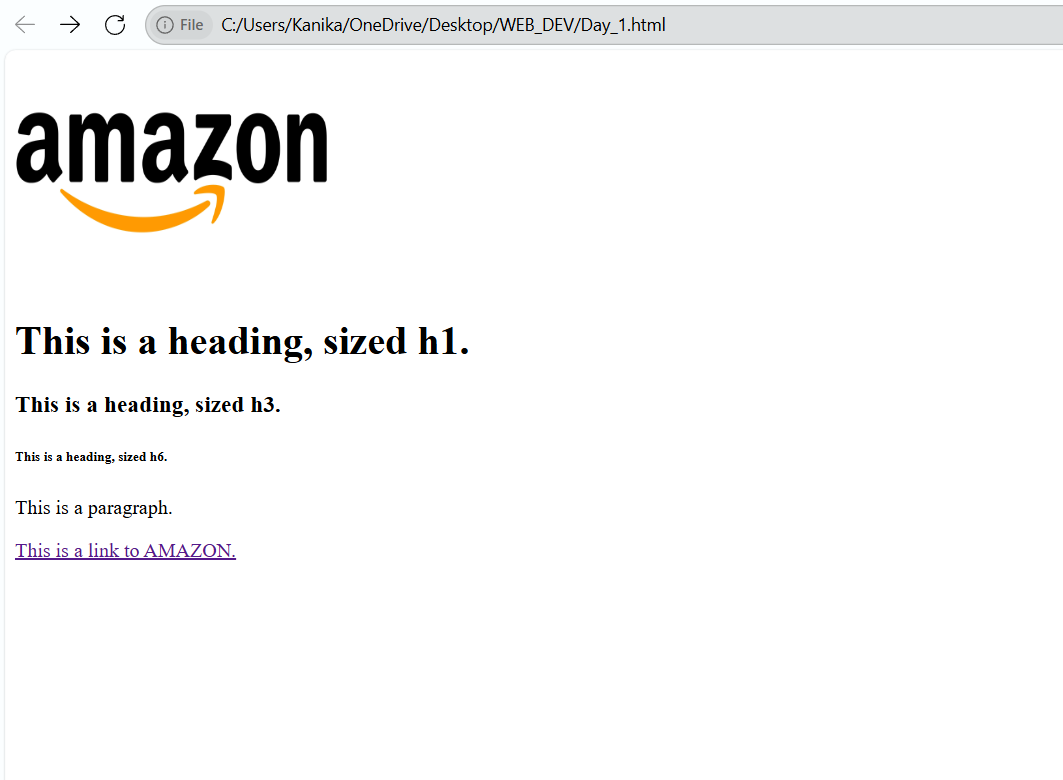 File C:/Users/Kanika/OneDrive/Desktop/WEB_DEV/Day_1.html
amazon
This is a heading, sized h1.
This is a heading, sized h3.
This is a heading, sized h6.
This is a paragraph.
This is a link to AMAZON.